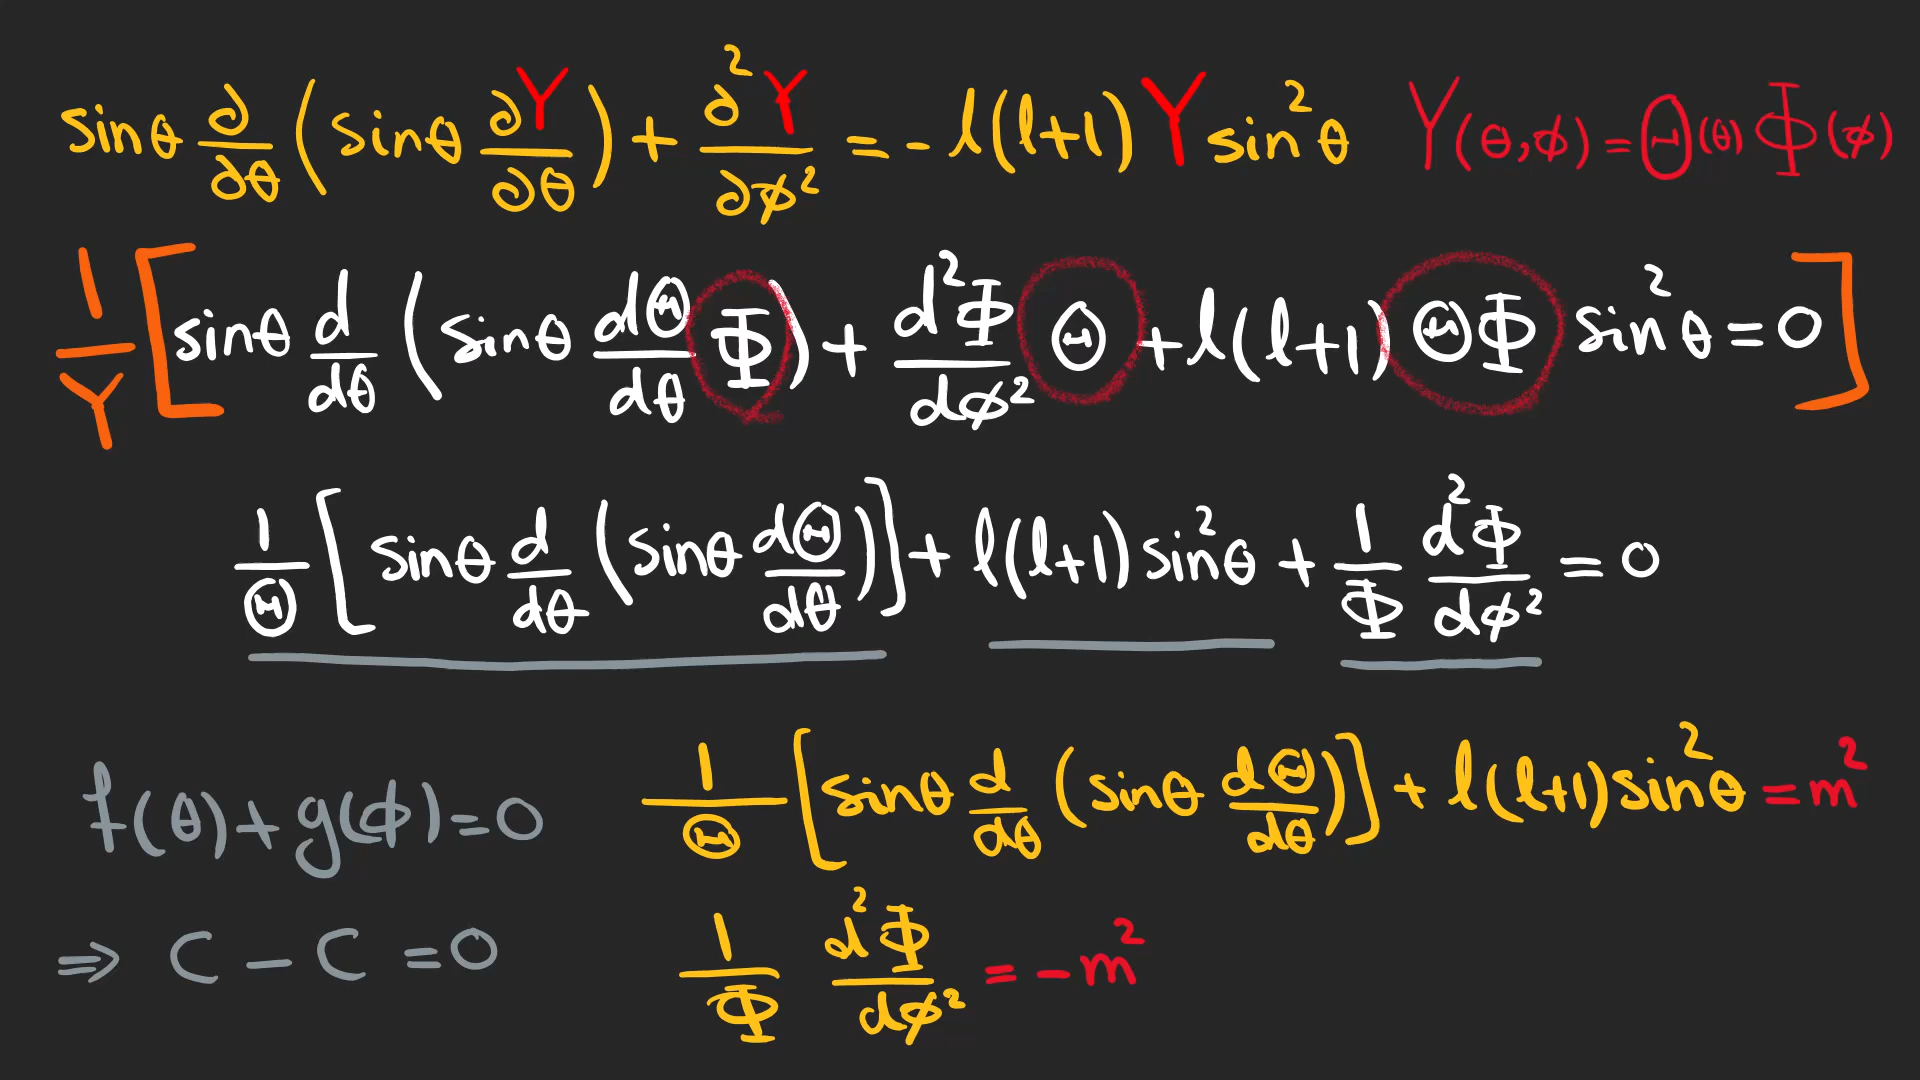 sinθ ∂/∂θ (sinθ ∂Y/∂θ) + ∂²Y/∂φ² = - l(l+1) Y sin²θ Y(θ,φ) = Θ(θ) Φ(φ)
1/Y [ sinθ d/dθ (sinθ dΘ/dθ Φ) + d²Φ/dφ² Θ + l(l+1) ΘΦ sin²θ = 0 ]
1/Θ [ sinθ d/dθ (sinθ dΘ/dθ) ] + l(l+1) sin²θ + 1/Φ d²Φ/dφ² = 0
f(θ) + g(φ) = 0
⇒ C - C = 0
1/Θ [ sinθ d/dθ (sinθ dΘ/dθ) ] + l(l+1) sin²θ = m²
1/Φ d²Φ/dφ² = - m²